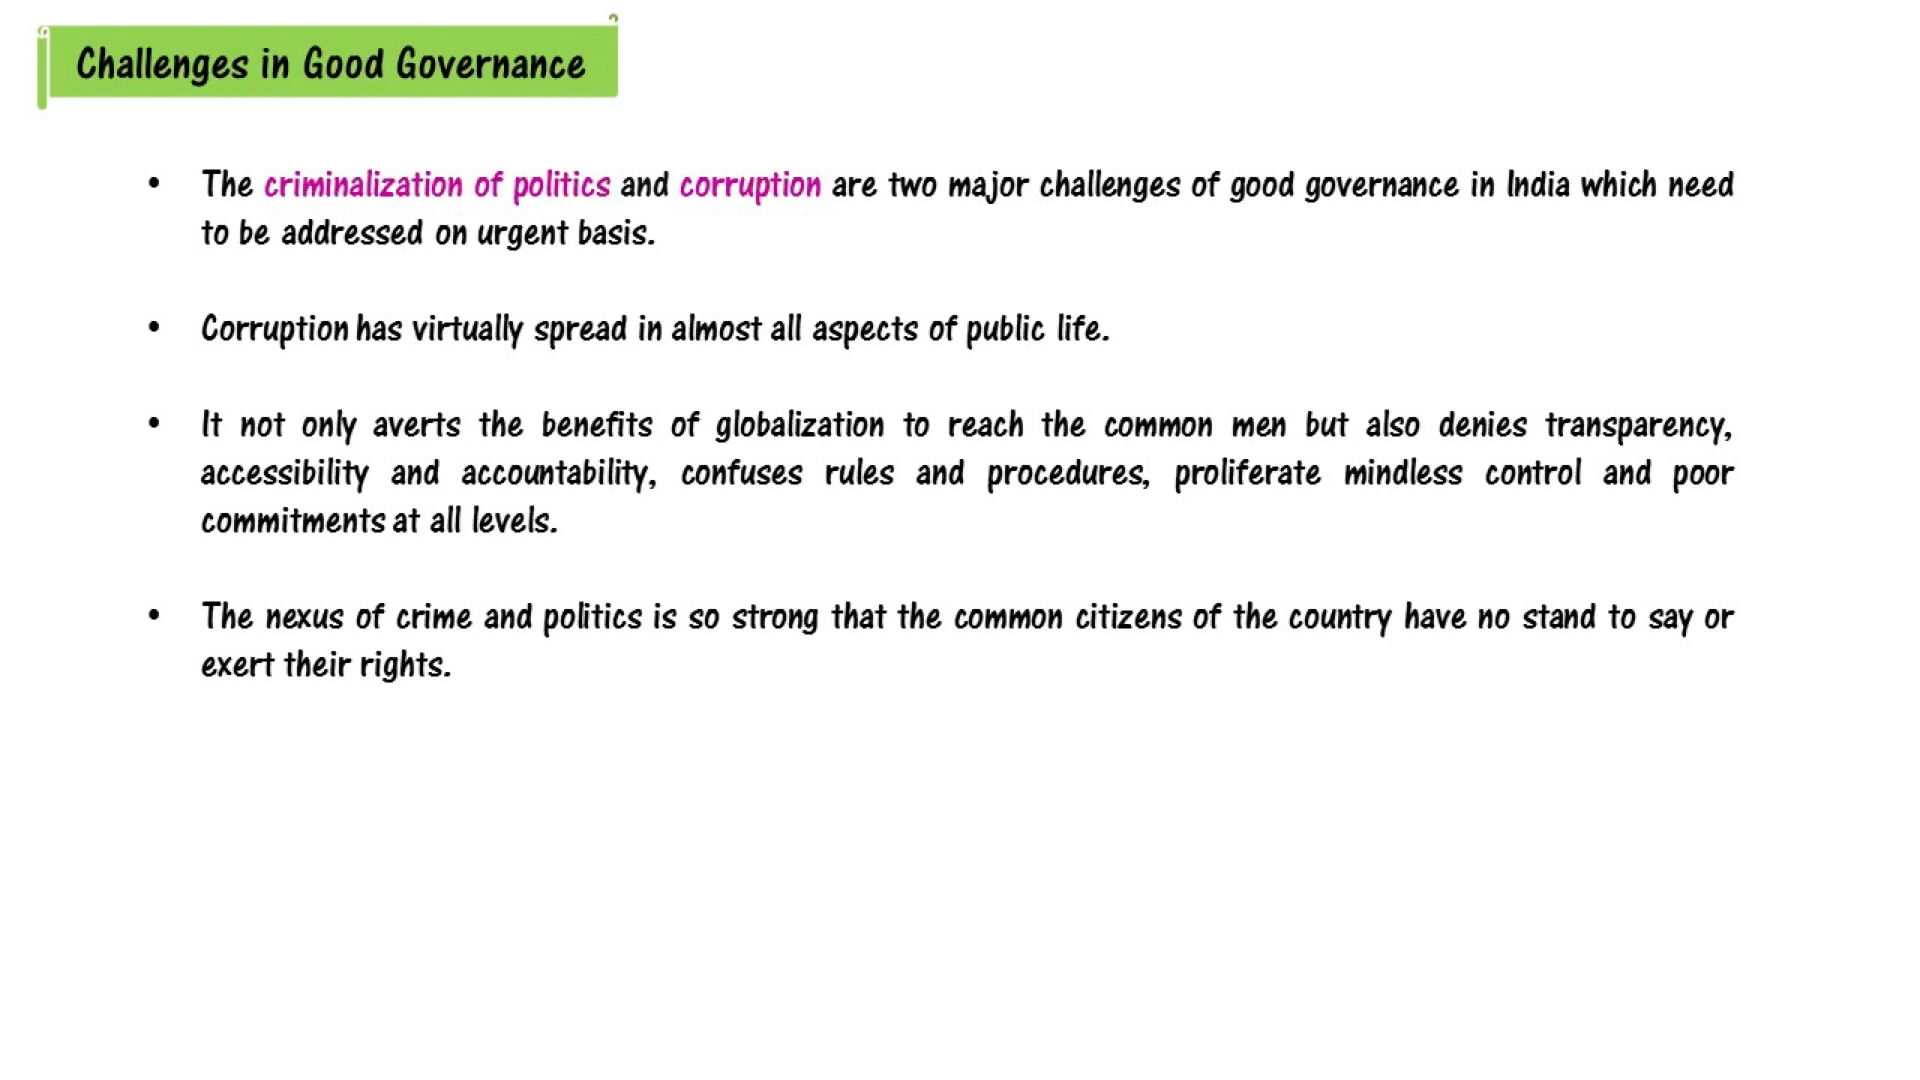 Challenges in Good Governance
• The criminalization of politics and corruption are two major challenges of good governance in India which need
to be addressed on urgent basis.
• Corruption has virtually spread in almost all aspects of public life.
• It not only averts the benefits of globalization to reach the common men but also denies transparency,
accessibility and accountability, confuses rules and procedures, proliferate mindless control and poor
commitments at all levels.
• The nexus of crime and politics is so strong that the common citizens of the country have no stand to say or
exert their rights.